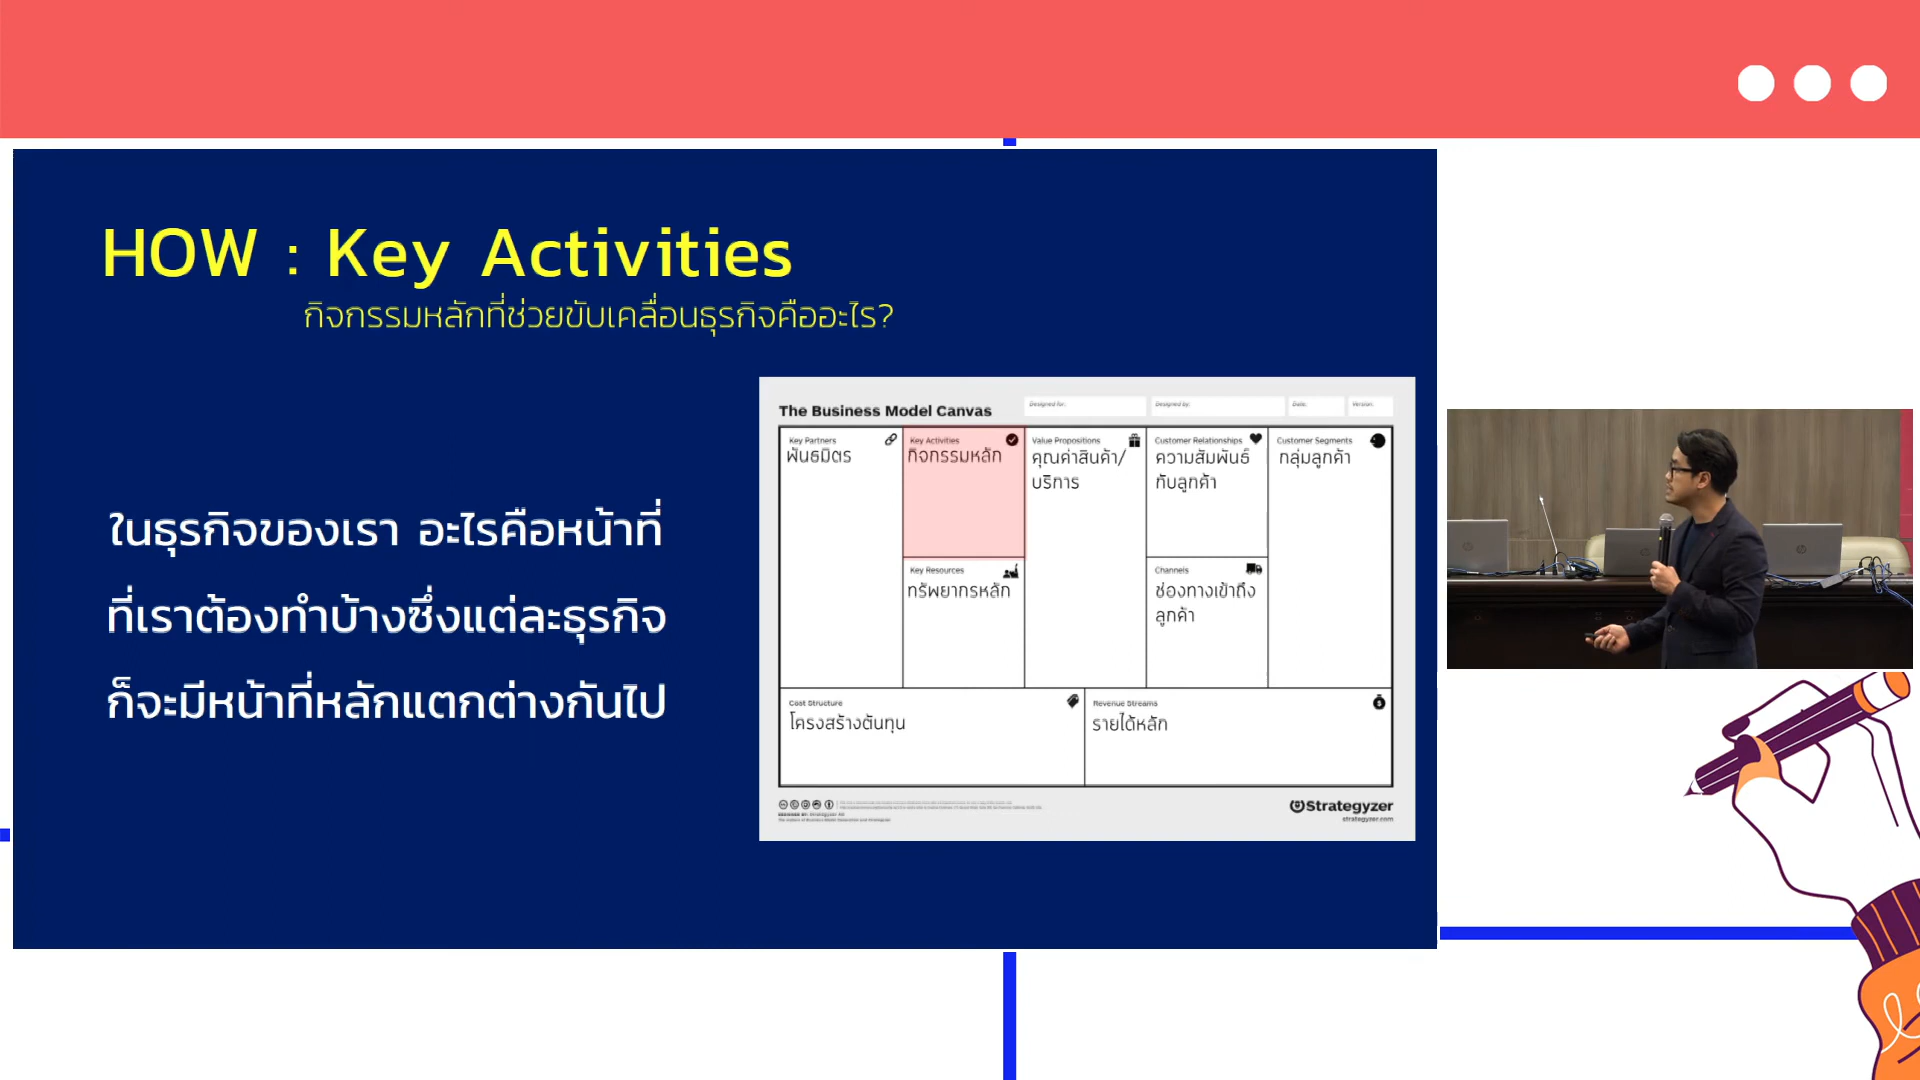 HOW : Key Activities
กิจกรรมหลักที่ช่วยขับเคลื่อนธุรกิจคืออะไร?
ในธุรกิจของเรา อะไรคือหน้าที่
ที่เราต้องทำบ้างซึ่งแต่ละธุรกิจ
ก็จะมีหน้าที่หลักแตกต่างกันไป
The Business Model Canvas
Designed for:
Designed by:
Date:
Version:
Key Partners
พันธมิตร
Key Activities
กิจกรรมหลัก
Key Resources
ทรัพยากรหลัก
Value Propositions
คุณค่าสินค้า/
บริการ
Customer Relationships
ความสัมพันธ์
กับลูกค้า
Channels
ช่องทางเข้าถึง
ลูกค้า
Customer Segments
กลุ่มลูกค้า
Cost Structure
โครงสร้างต้นทุน
Revenue Streams
รายได้หลัก
Strategyzer
strategyzer.com